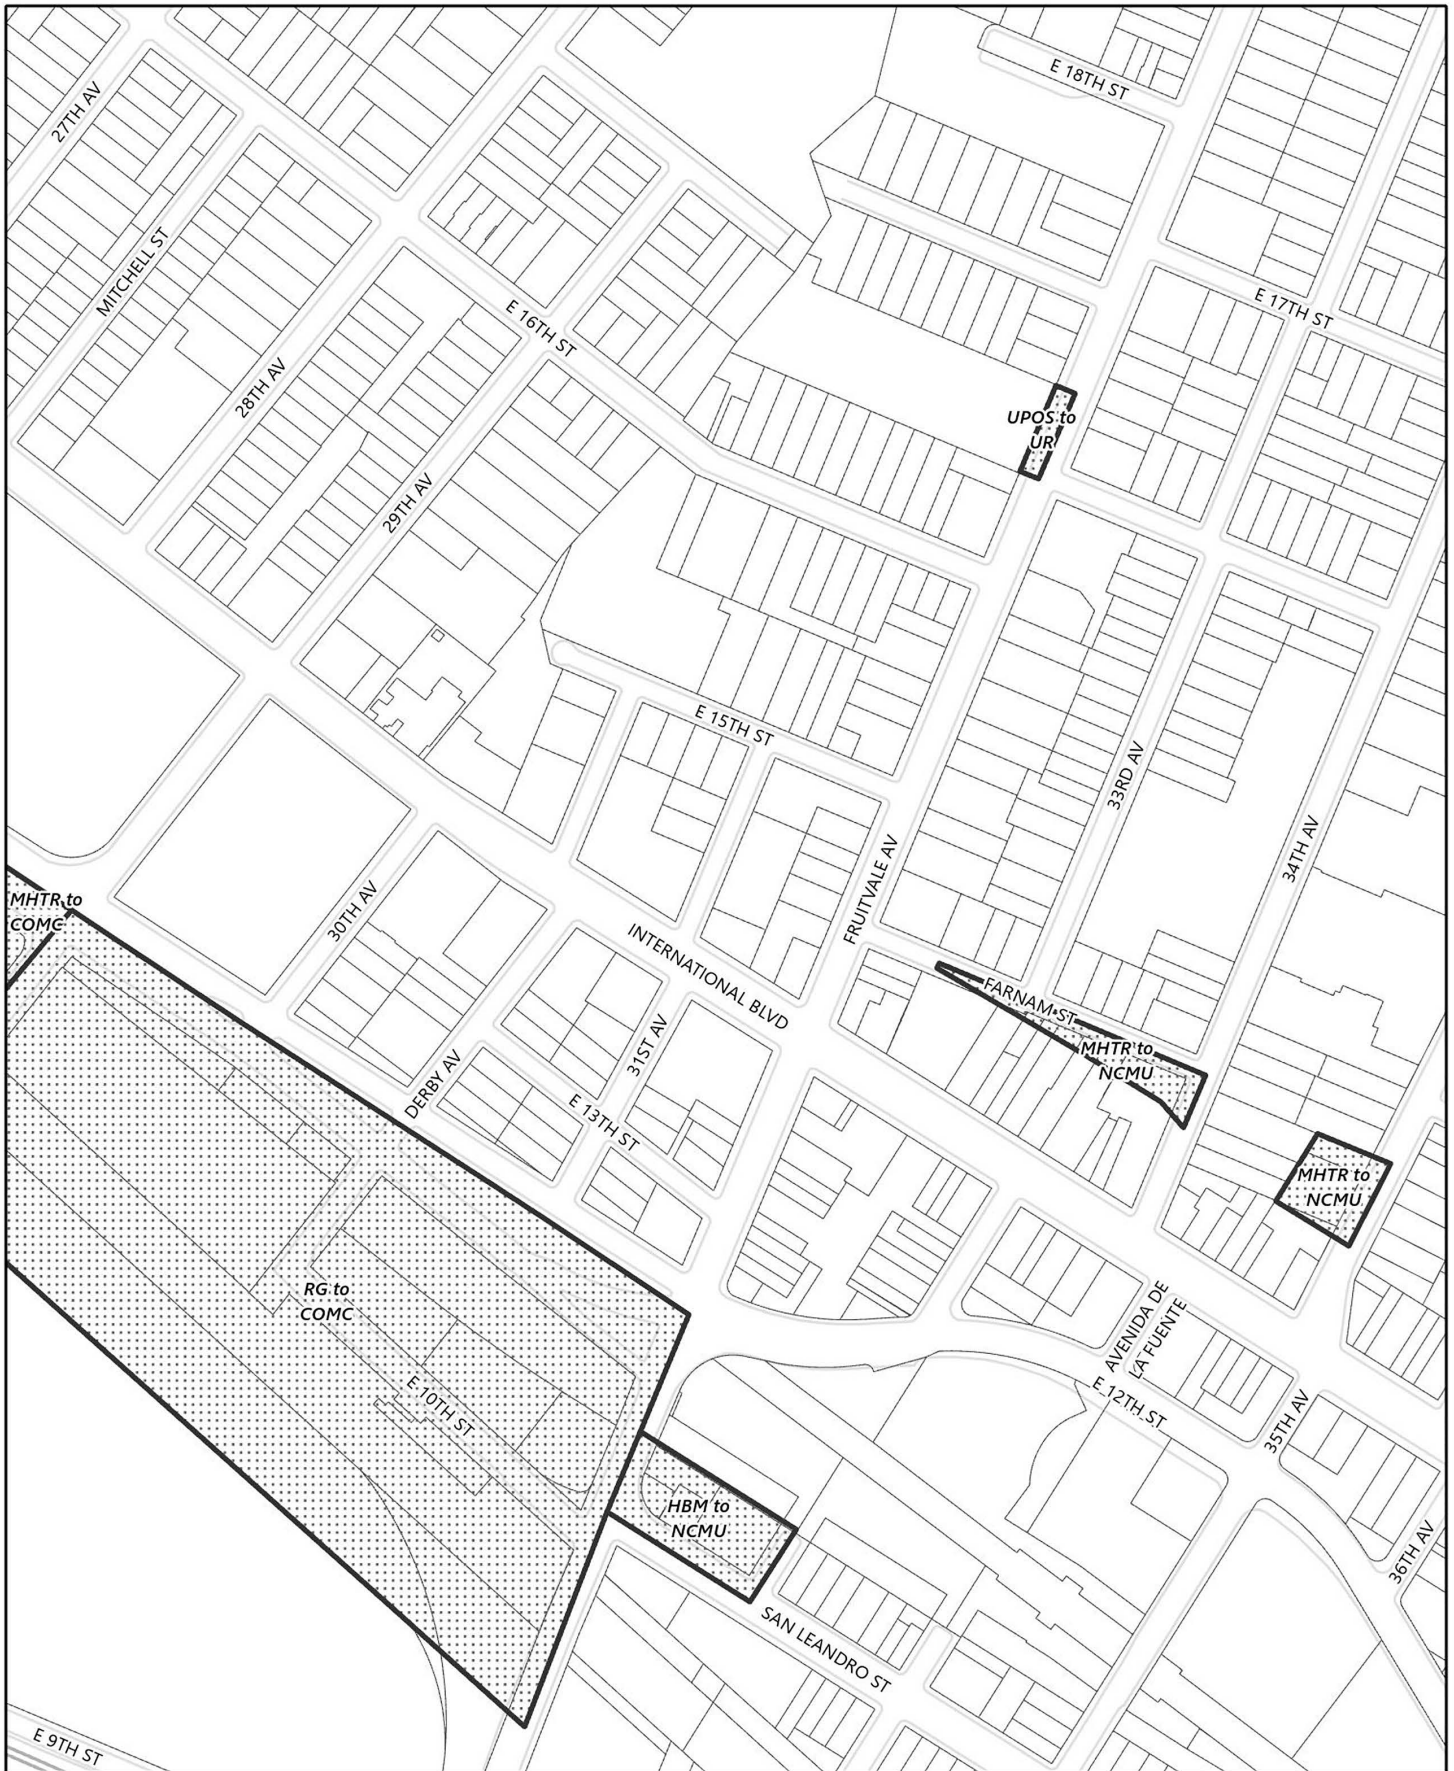 E 18TH ST
27TH AV
MITCHELL ST
E 17TH ST
E 16TH ST
28TH AV
UPOS to
UR
29TH AV
E 15TH ST
33RD AV
34TH AV
FRUITVALE AV
MHTR to
COMC
30TH AV
INTERNATIONAL BLVD
FARNAM ST
31ST AV
MHTR to
NCMU
DERBY AV
E 13TH ST
MHTR to
NCMU
RG to
COMC
AVENIDA DE
LA FUENTE
E 10TH ST
E 12TH ST
35TH AV
HBM to
NCMU
36TH AV
SAN LEANDRO ST
E 9TH ST